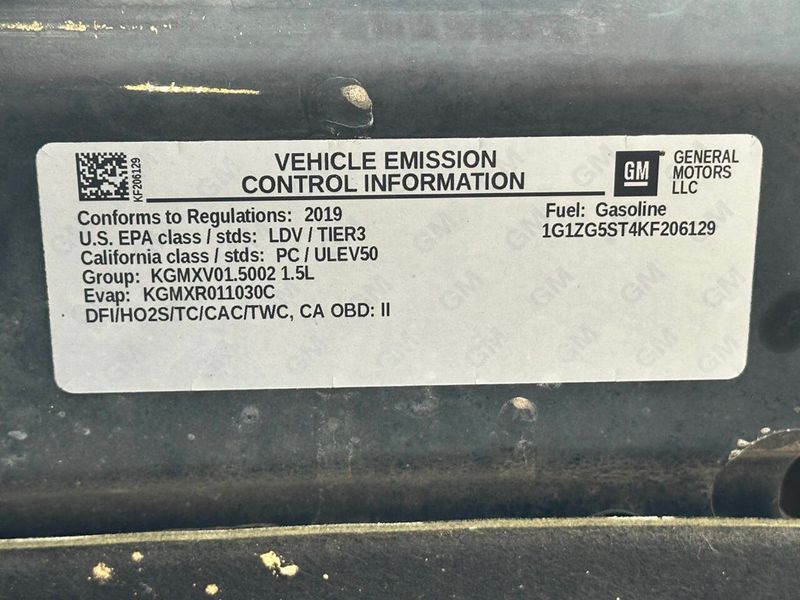 KF206129
VEHICLE EMISSION
CONTROL INFORMATION
GM
GENERAL
MOTORS
LLC
Conforms to Regulations: 2019
U.S. EPA class / stds: LDV / TIER3
California class / stds: PC / ULEV50
Group: KGMXV01.5002 1.5L
Evap: KGMXR011030C
DFI/HO2S/TC/CAC/TWC, CA OBD: II
Fuel: Gasoline
1G1ZG5ST4KF206129